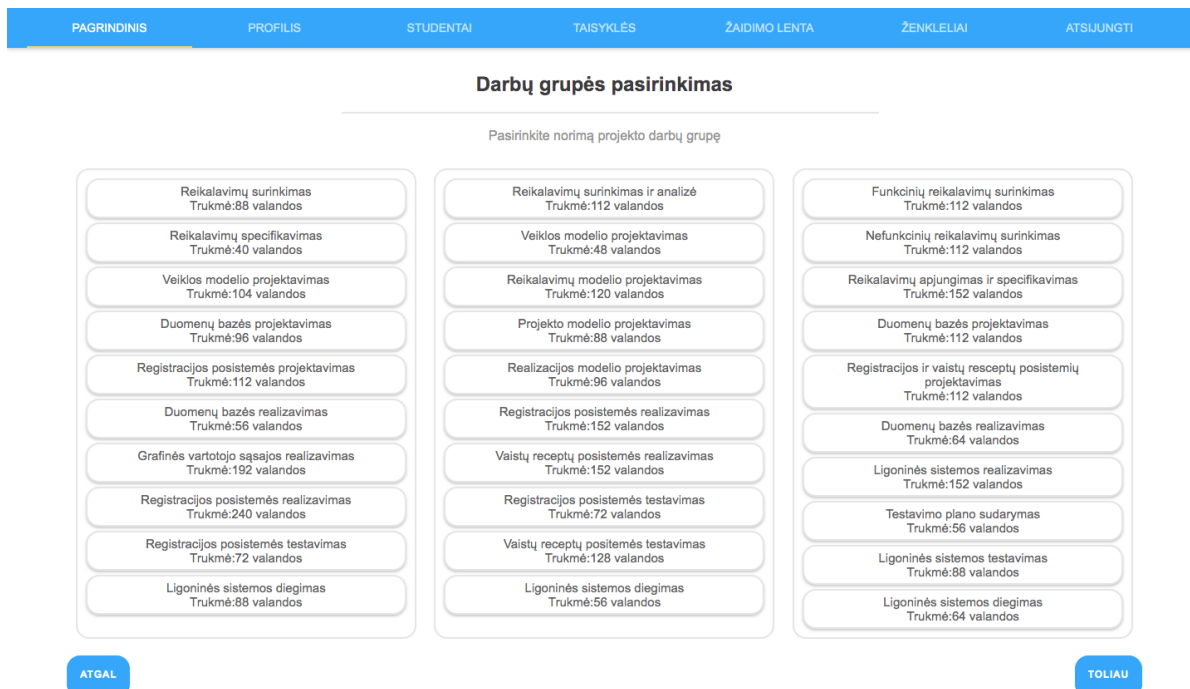 PAGRINDINIS
PROFILIS
STUDENTAI
TAISYKLĖS
ŽAIDIMO LENTA
ŽENKLELIAI
ATSIJUNGTI
Darbų grupės pasirinkimas
Pasirinkite norimą projekto darbų grupę
Reikalavimų surinkimas
Trukmė:88 valandos
Reikalavimų specifikavimas
Trukmė:40 valandos
Veiklos modelio projektavimas
Trukmė:104 valandos
Duomenų bazės projektavimas
Trukmė:96 valandos
Registracijos posistemės projektavimas
Trukmė:112 valandos
Duomenų bazės realizavimas
Trukmė:56 valandos
Grafinės vartotojo sąsajos realizavimas
Trukmė:192 valandos
Registracijos posistemės realizavimas
Trukmė:240 valandos
Registracijos posistemės testavimas
Trukmė:72 valandos
Ligoninės sistemos diegimas
Trukmė:88 valandos
Reikalavimų surinkimas ir analizė
Trukmė:112 valandos
Veiklos modelio projektavimas
Trukmė:48 valandos
Reikalavimų modelio projektavimas
Trukmė:120 valandos
Projekto modelio projektavimas
Trukmė:88 valandos
Realizacijos modelio projektavimas
Trukmė:96 valandos
Registracijos posistemės realizavimas
Trukmė:152 valandos
Vaistų receptų posistemės realizavimas
Trukmė:152 valandos
Registracijos posistemės testavimas
Trukmė:72 valandos
Vaistų receptų positemės testavimas
Trukmė:128 valandos
Ligoninės sistemos diegimas
Trukmė:56 valandos
Funkcinių reikalavimų surinkimas
Trukmė:112 valandos
Nefunkcinių reikalavimų surinkimas
Trukmė:112 valandos
Reikalavimų apjungimas ir specifikavimas
Trukmė:152 valandos
Duomenų bazės projektavimas
Trukmė:112 valandos
Registracijos ir vaistų resceptų posistemių
projektavimas
Trukmė:112 valandos
Duomenų bazės realizavimas
Trukmė:64 valandos
Ligoninės sistemos realizavimas
Trukmė:152 valandos
Testavimo plano sudarymas
Trukmė:56 valandos
Ligoninės sistemos testavimas
Trukmė:88 valandos
Ligoninės sistemos diegimas
Trukmė:64 valandos
ATGAL
TOLIAU